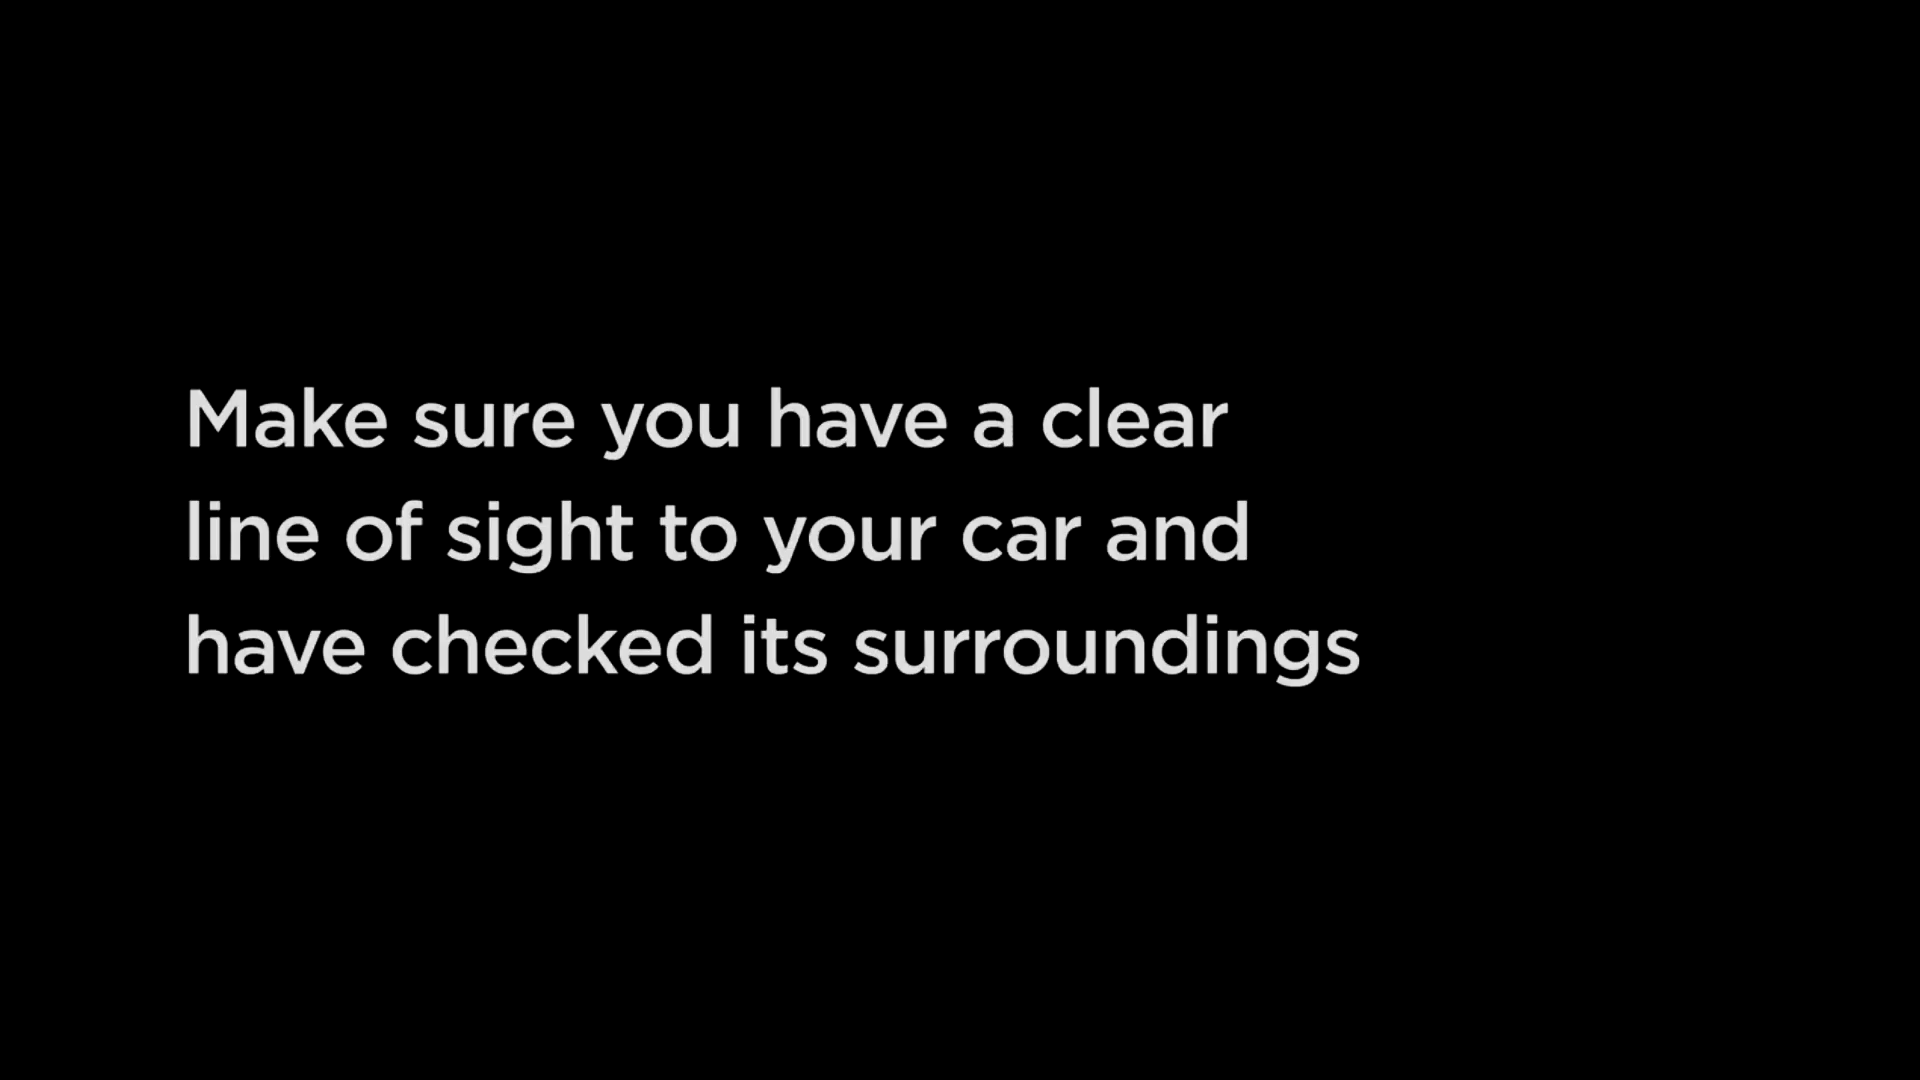 Make sure you have a clear
line of sight to your car and
have checked its surroundings